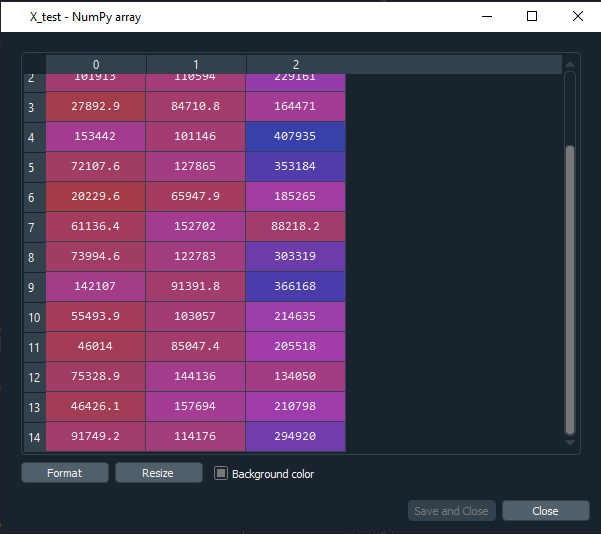 X_test - NumPy array
0 1 2
2 101913 110594 229161
3 27892.9 84710.8 164471
4 153442 101146 407935
5 72107.6 127865 353184
6 20229.6 65947.9 185265
7 61136.4 152702 88218.2
8 73994.6 122783 303319
9 142107 91391.8 366168
10 55493.9 103057 214635
11 46014 85047.4 205518
12 75328.9 144136 134050
13 46426.1 157694 210798
14 91749.2 114176 294920
Format Resize Background color
Save and Close Close